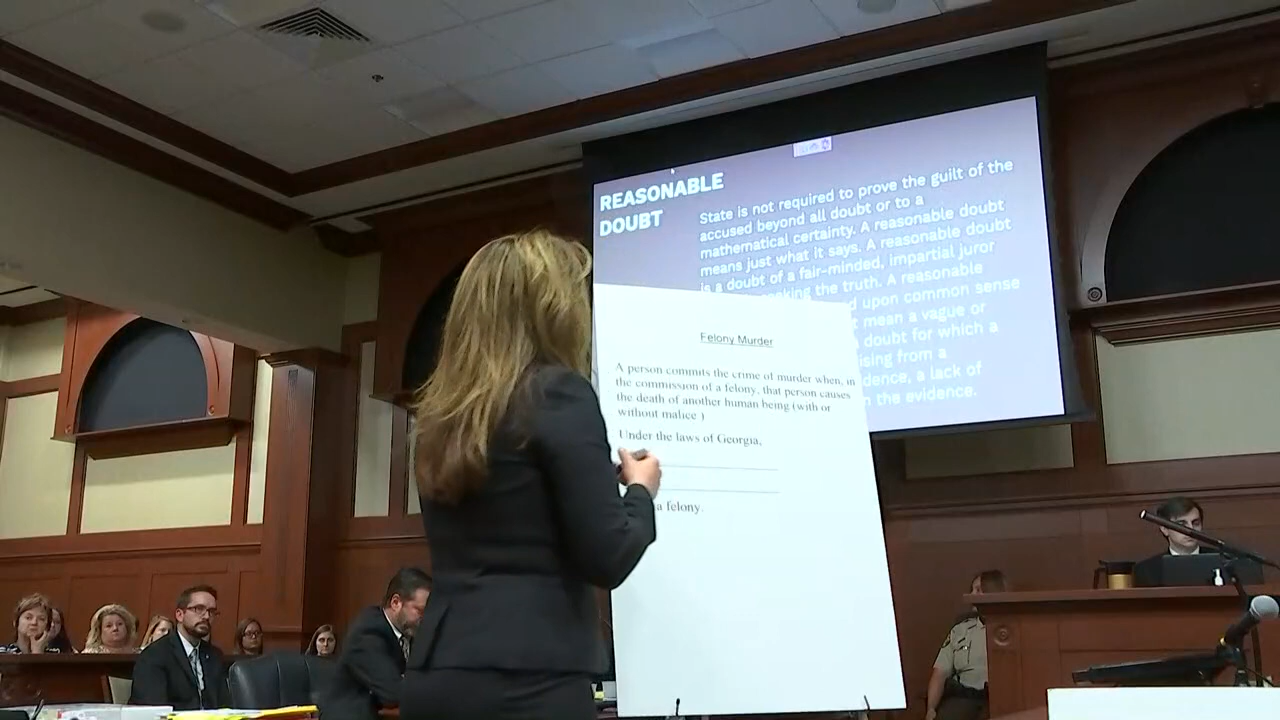 REASONABLE
DOUBT
State is not required to prove the guilt of the
accused beyond all doubt or to a
mathematical certainty. A reasonable doubt
means just what it says. A reasonable doubt
is a doubt of a fair-minded, impartial juror
the truth. A reasonable
upon common sense
mean a vague or
doubt for which a
from a
a lack of
the evidence.
Felony Murder
A person commits the crime of murder when, in
the commission of a felony, that person causes
the death of another human being (with or
without malice )
Under the laws of Georgia,
a felony.